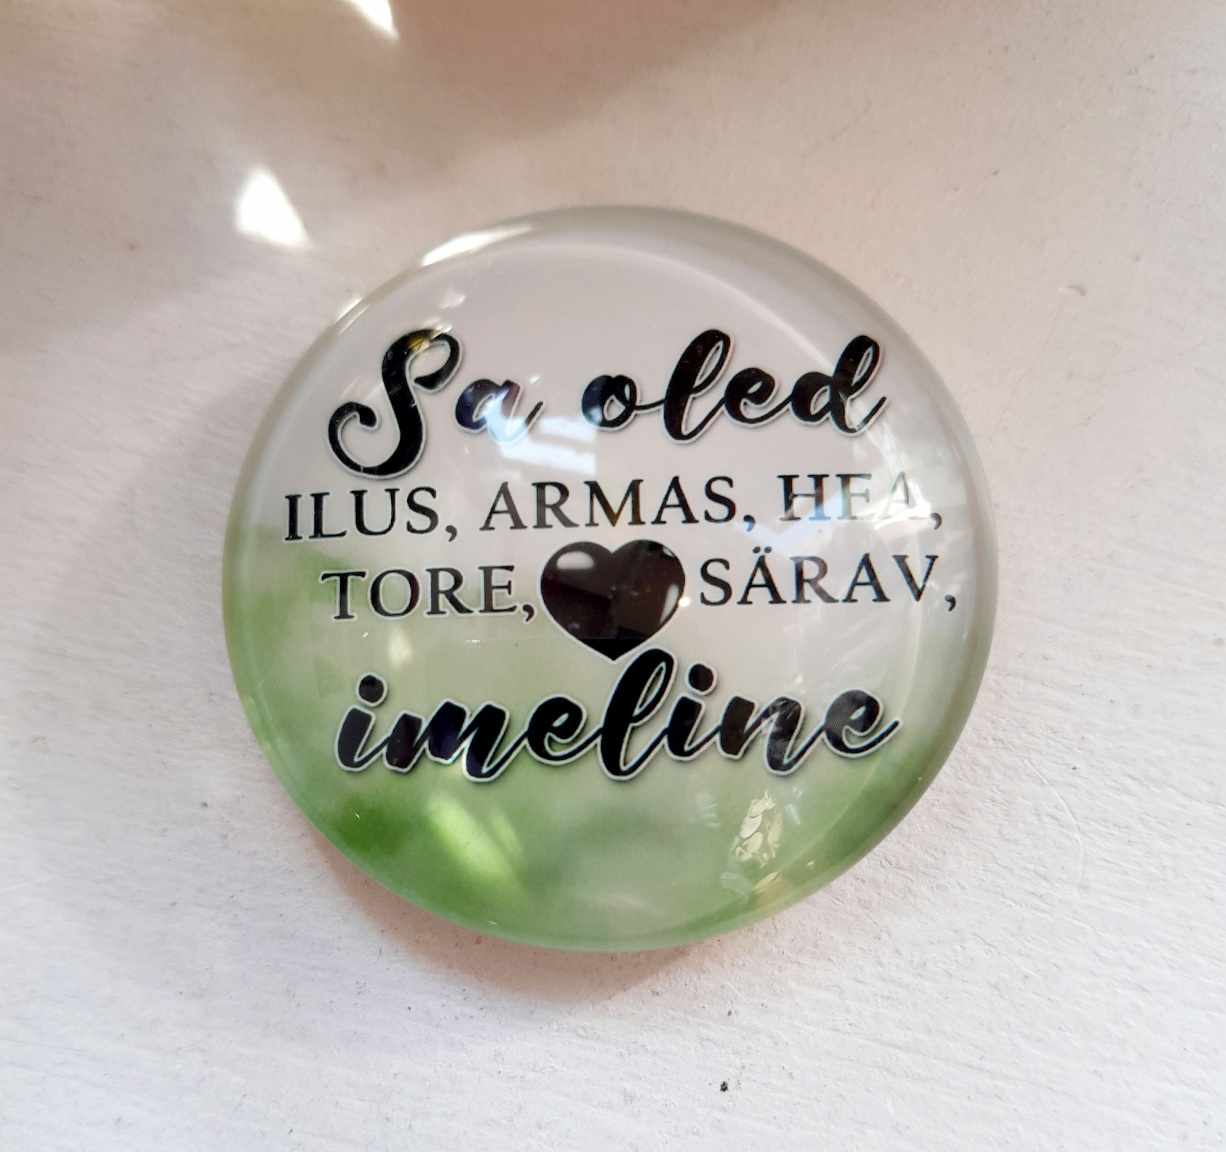 Sa oled
ILUS, ARMAS, HEA,
TORE, SÄRAV,
imeline